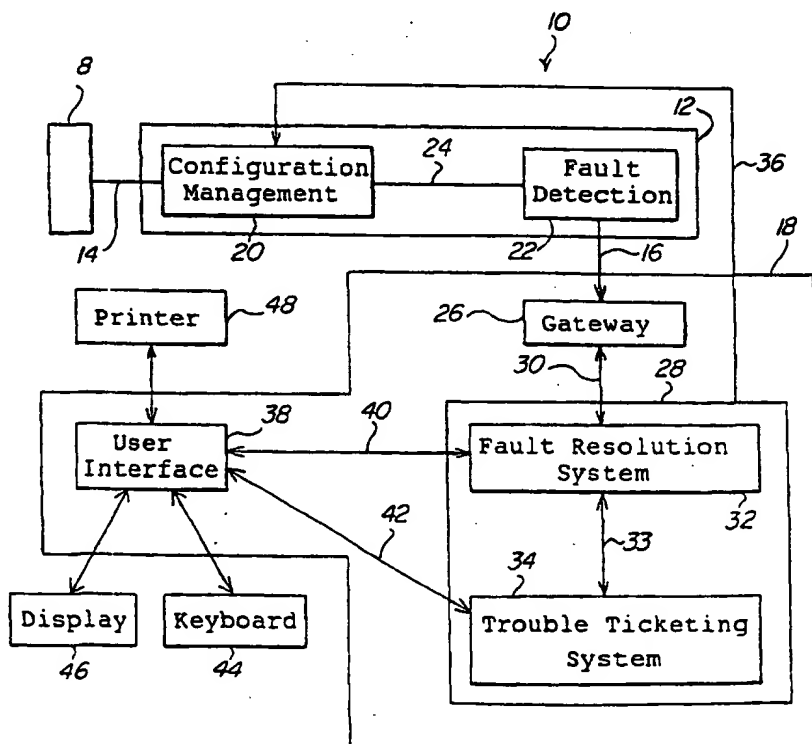 10
8
12
Configuration
Management
24
Fault
Detection
36
14
20
22
16
18
Printer
48
26
Gateway
30
28
38
User
Interface
40
Fault Resolution
System
32
42
33
34
Display
Keyboard
Trouble Ticketing
System
46
44